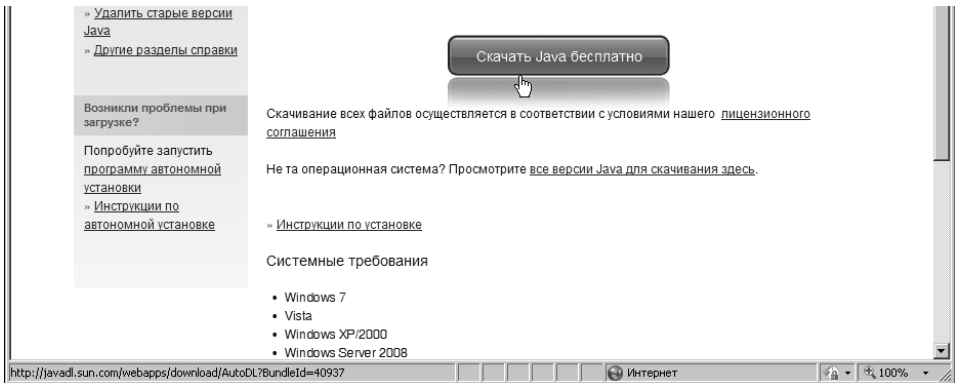 » Удалить старые версии
Java
» Другие разделы справки
Возникли проблемы при
загрузке?
Попробуйте запустить
программу автономной
установки
» Инструкции по
автономной установке
Скачать Java бесплатно
Скачивание всех файлов осуществляется в соответствии с условиями нашего лицензионного
соглашения
Не та операционная система? Просмотрите все версии Java для скачивания здесь.
» Инструкции по установке
Системные требования
• Windows 7
• Vista
• Windows XP/2000
• Windows Server 2008
http://javadl.sun.com/webapps/download/AutoDL?BundleId=40937
Интернет
100%